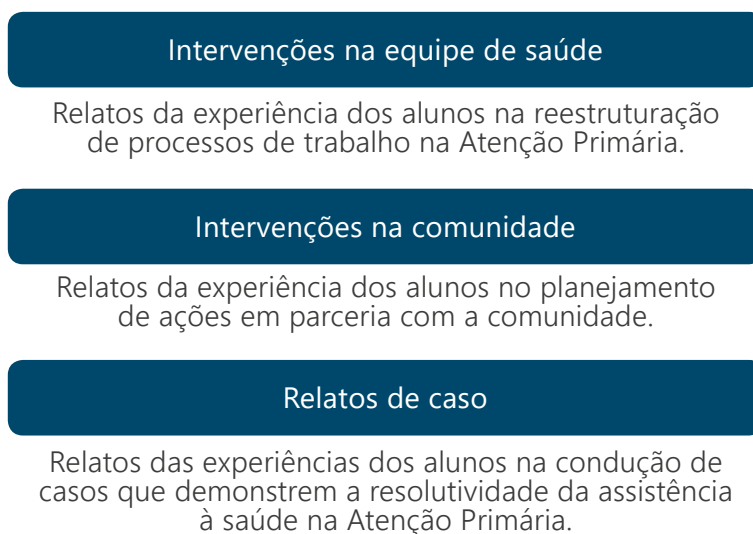 Intervenções na equipe de saúde
Relatos da experiência dos alunos na reestruturação
de processos de trabalho na Atenção Primária.
Intervenções na comunidade
Relatos da experiência dos alunos no planejamento
de ações em parceria com a comunidade.
Relatos de caso
Relatos das experiências dos alunos na condução de
casos que demonstrem a resolutividade da assistência
à saúde na Atenção Primária.